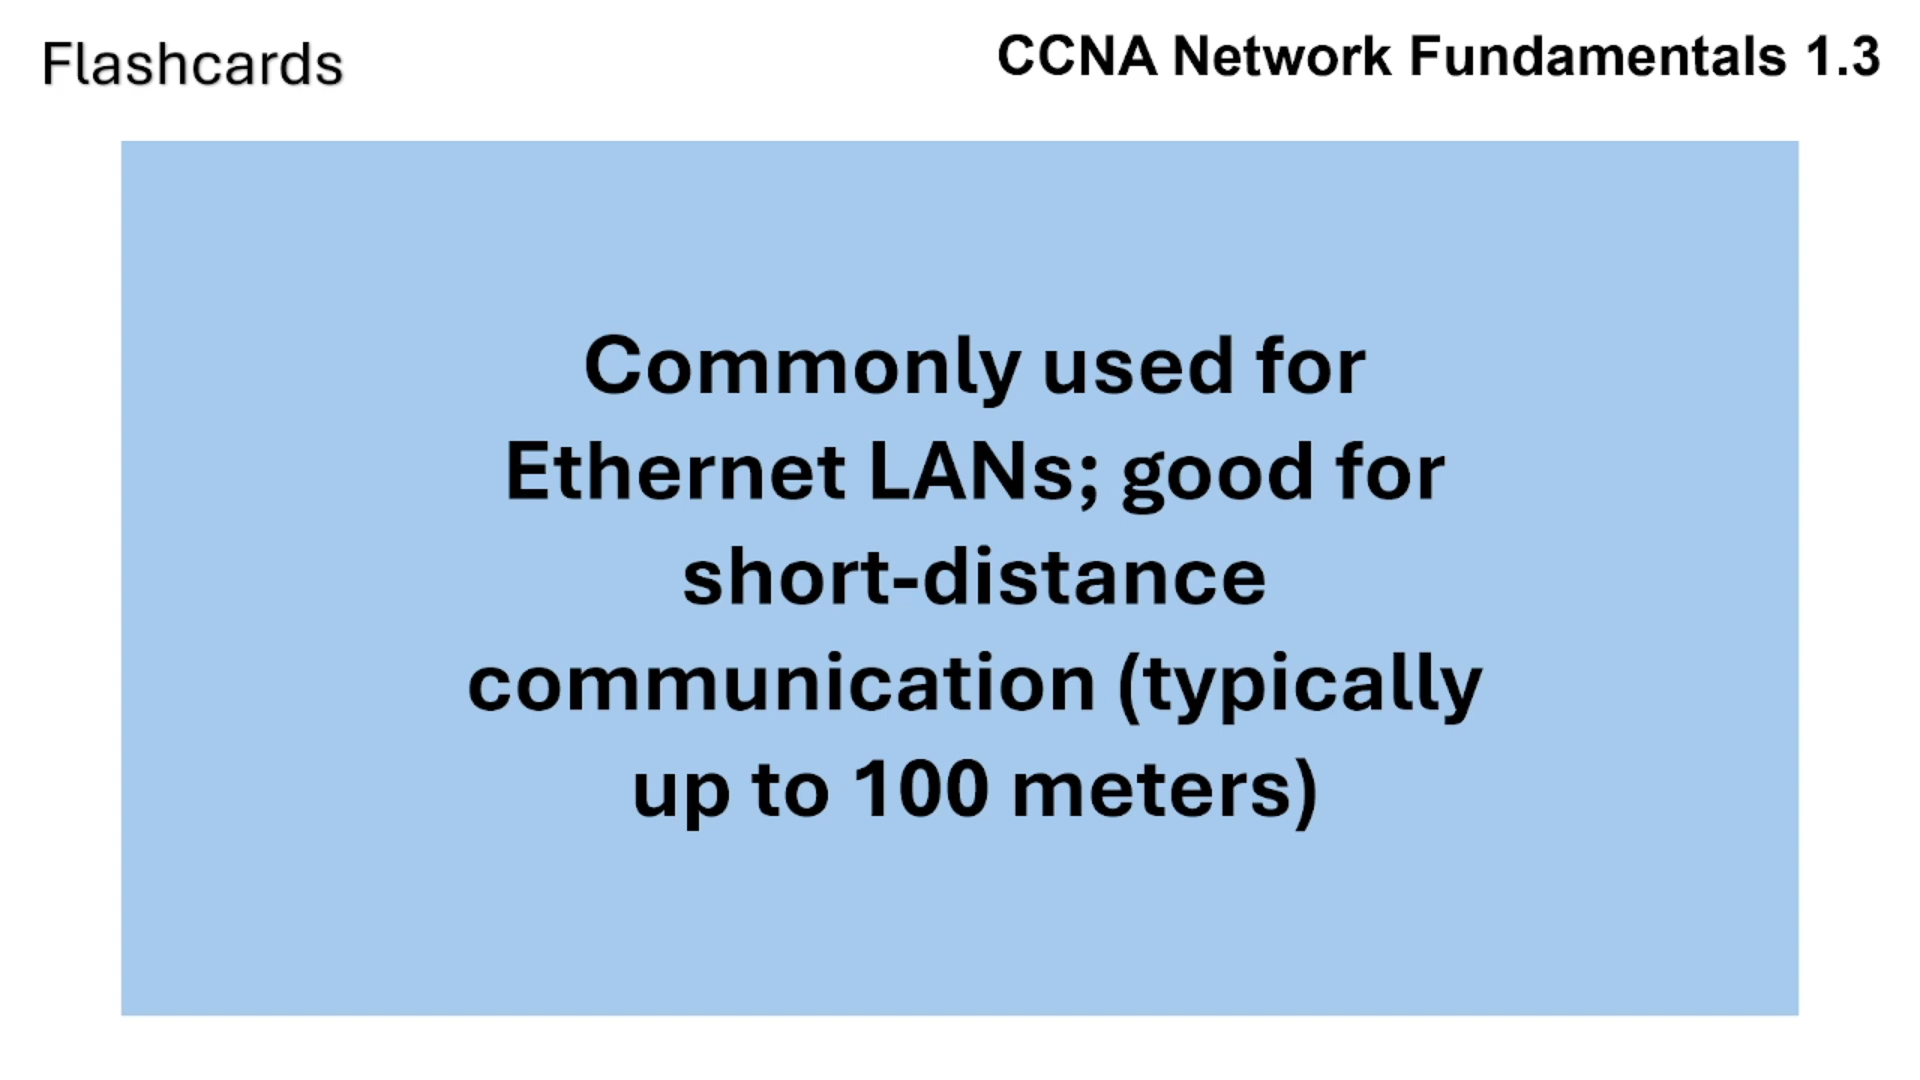 Flashcards
CCNA Network Fundamentals 1.3
Commonly used for
Ethernet LANs; good for
short-distance
communication (typically
up to 100 meters)